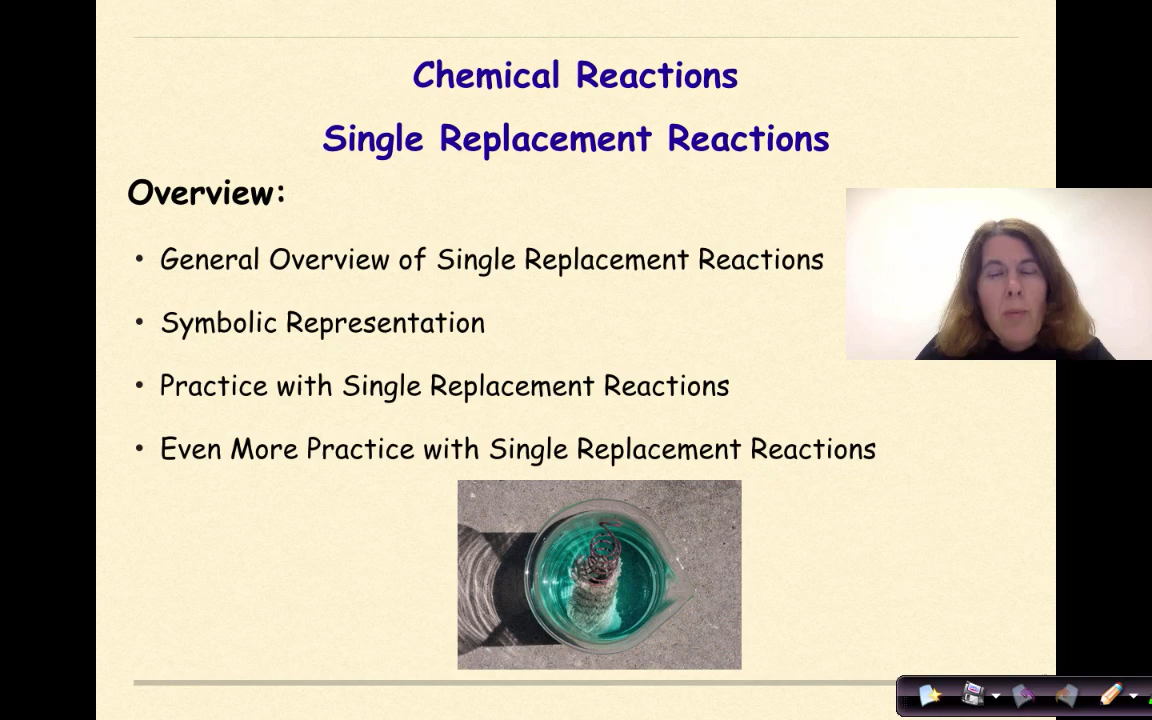 Chemical Reactions
Single Replacement Reactions
Overview:
• General Overview of Single Replacement Reactions
• Symbolic Representation
• Practice with Single Replacement Reactions
• Even More Practice with Single Replacement Reactions